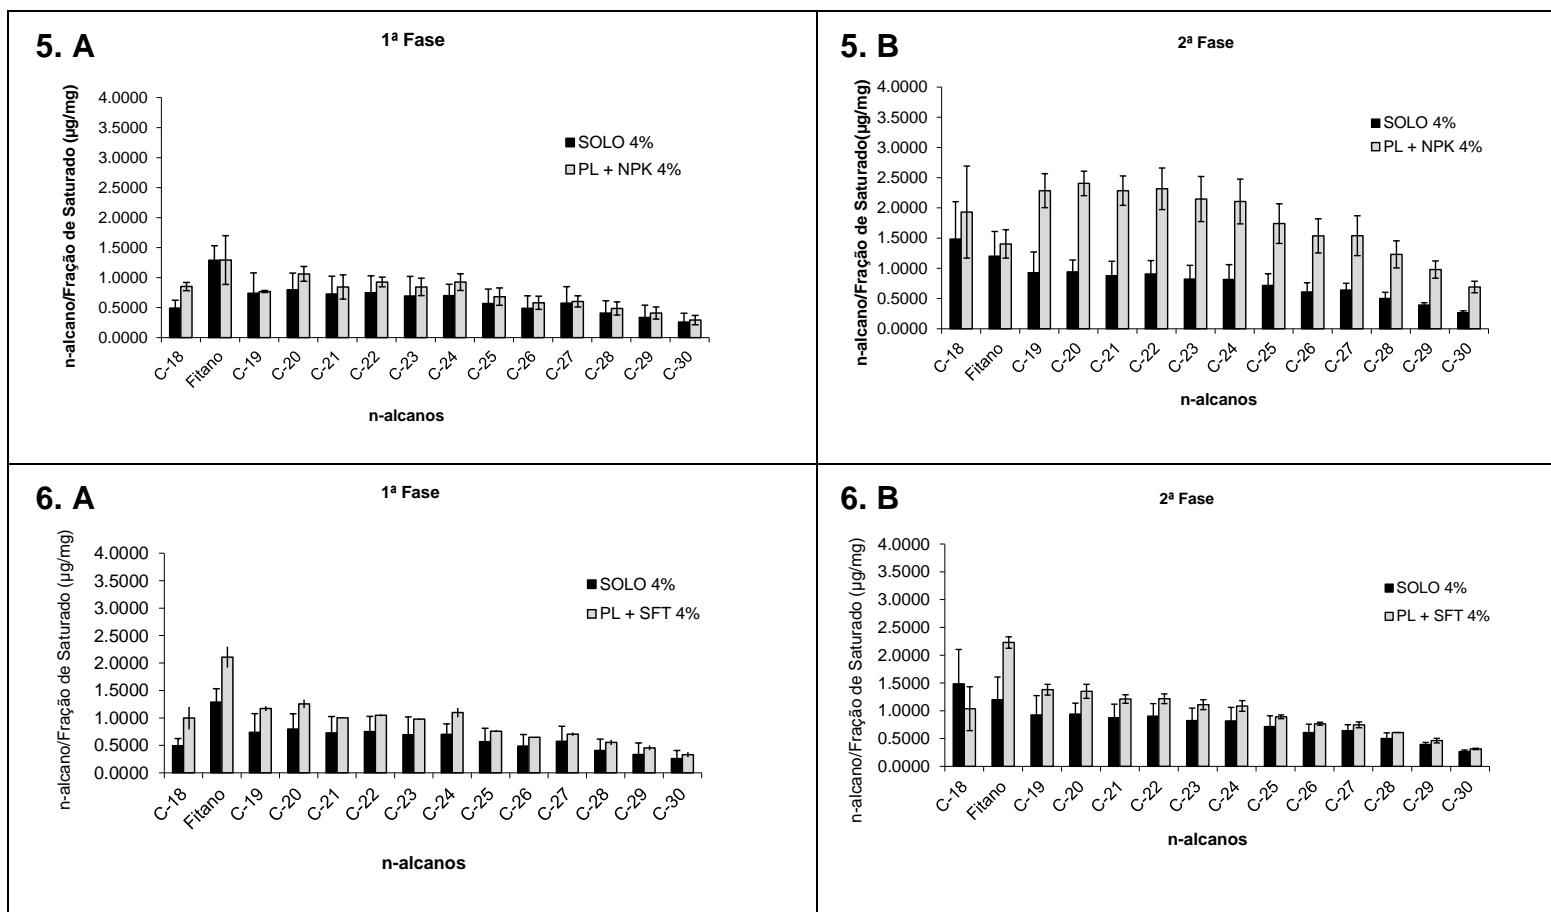 5. A
1ª Fase
n-alcano/Fração de Saturado (µg/mg)
4.0000
3.5000
3.0000
2.5000
2.0000
1.5000
1.0000
0.5000
0.0000
SOLO 4%
PL + NPK 4%
C-18 Fitano C-19 C-20 C-21 C-22 C-23 C-24 C-25 C-26 C-27 C-28 C-29 C-30
n-alcanos
5. B
2ª Fase
n-alcano/Fração de Saturado(µg/mg)
4.0000
3.5000
3.0000
2.5000
2.0000
1.5000
1.0000
0.5000
0.0000
SOLO 4%
PL + NPK 4%
C-18 Fitano C-19 C-20 C-21 C-22 C-23 C-24 C-25 C-26 C-27 C-28 C-29 C-30
n-alcanos
6. A
1ª Fase
n-alcano/Fração de Saturado (µg/mg)
4.0000
3.5000
3.0000
2.5000
2.0000
1.5000
1.0000
0.5000
0.0000
SOLO 4%
PL + SFT 4%
C-18 Fitano C-19 C-20 C-21 C-22 C-23 C-24 C-25 C-26 C-27 C-28 C-29 C-30
n-alcanos
6. B
2ª Fase
n-alcano/Fração de Saturado (µg/mg)
4.0000
3.5000
3.0000
2.5000
2.0000
1.5000
1.0000
0.5000
0.0000
SOLO 4%
PL + SFT 4%
C-18 Fitano C-19 C-20 C-21 C-22 C-23 C-24 C-25 C-26 C-27 C-28 C-29 C-30
n-alcanos